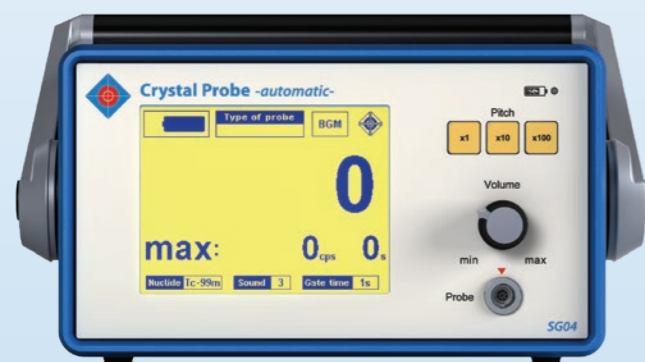 Crystal Probe -automatic-
Type of probe
BGM
0
max: 0cps 0s
Nuclide Tc-99m Sound 3 Gate time 1s
Pitch
x1 x10 x100
Volume
min max
Probe
SG04